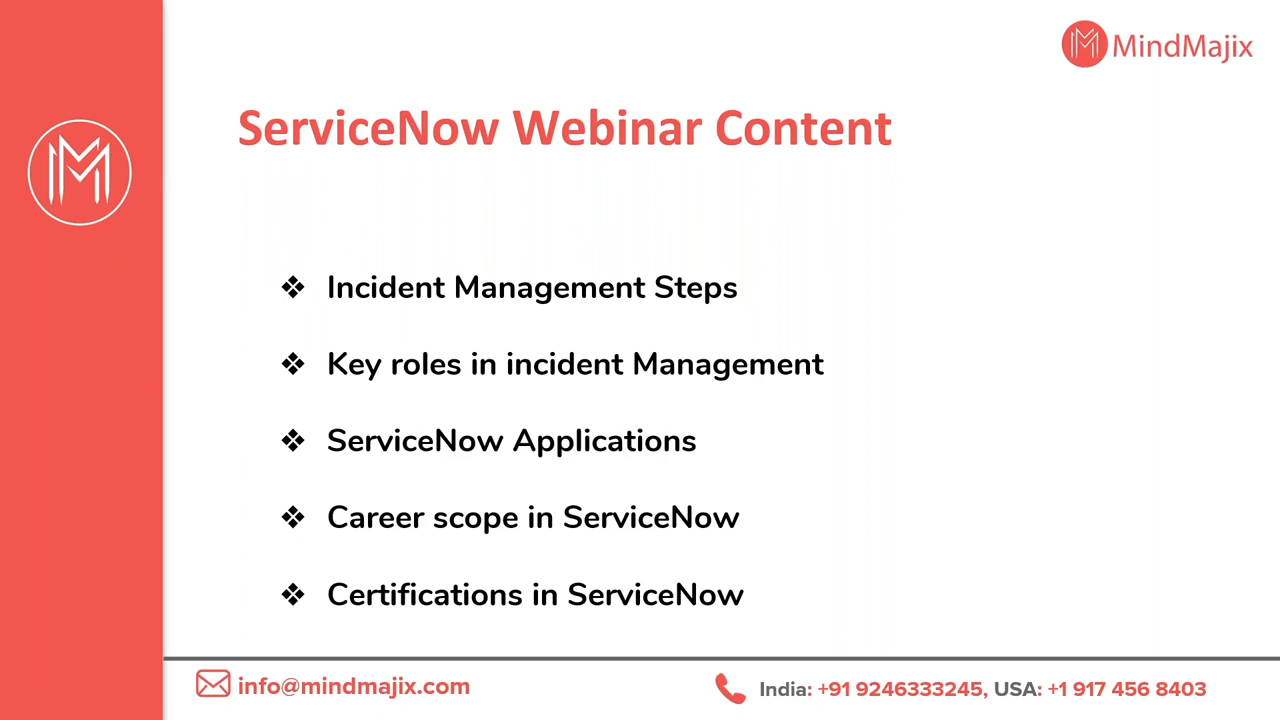 MindMajix
ServiceNow Webinar Content
❖ Incident Management Steps
❖ Key roles in incident Management
❖ ServiceNow Applications
❖ Career scope in ServiceNow
❖ Certifications in ServiceNow
info@mindmajix.com
India: +91 9246333245, USA: +1 917 456 8403